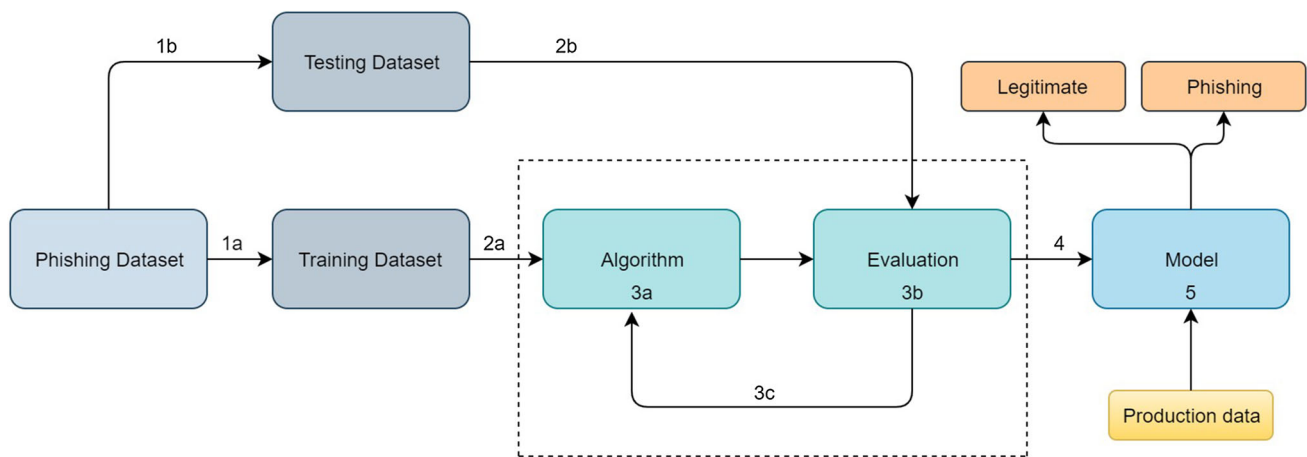 1b
Testing Dataset
2b
Legitimate
Phishing
Phishing Dataset
1a
Training Dataset
2a
Algorithm
3a
Evaluation
3b
4
Model
5
3c
Production data